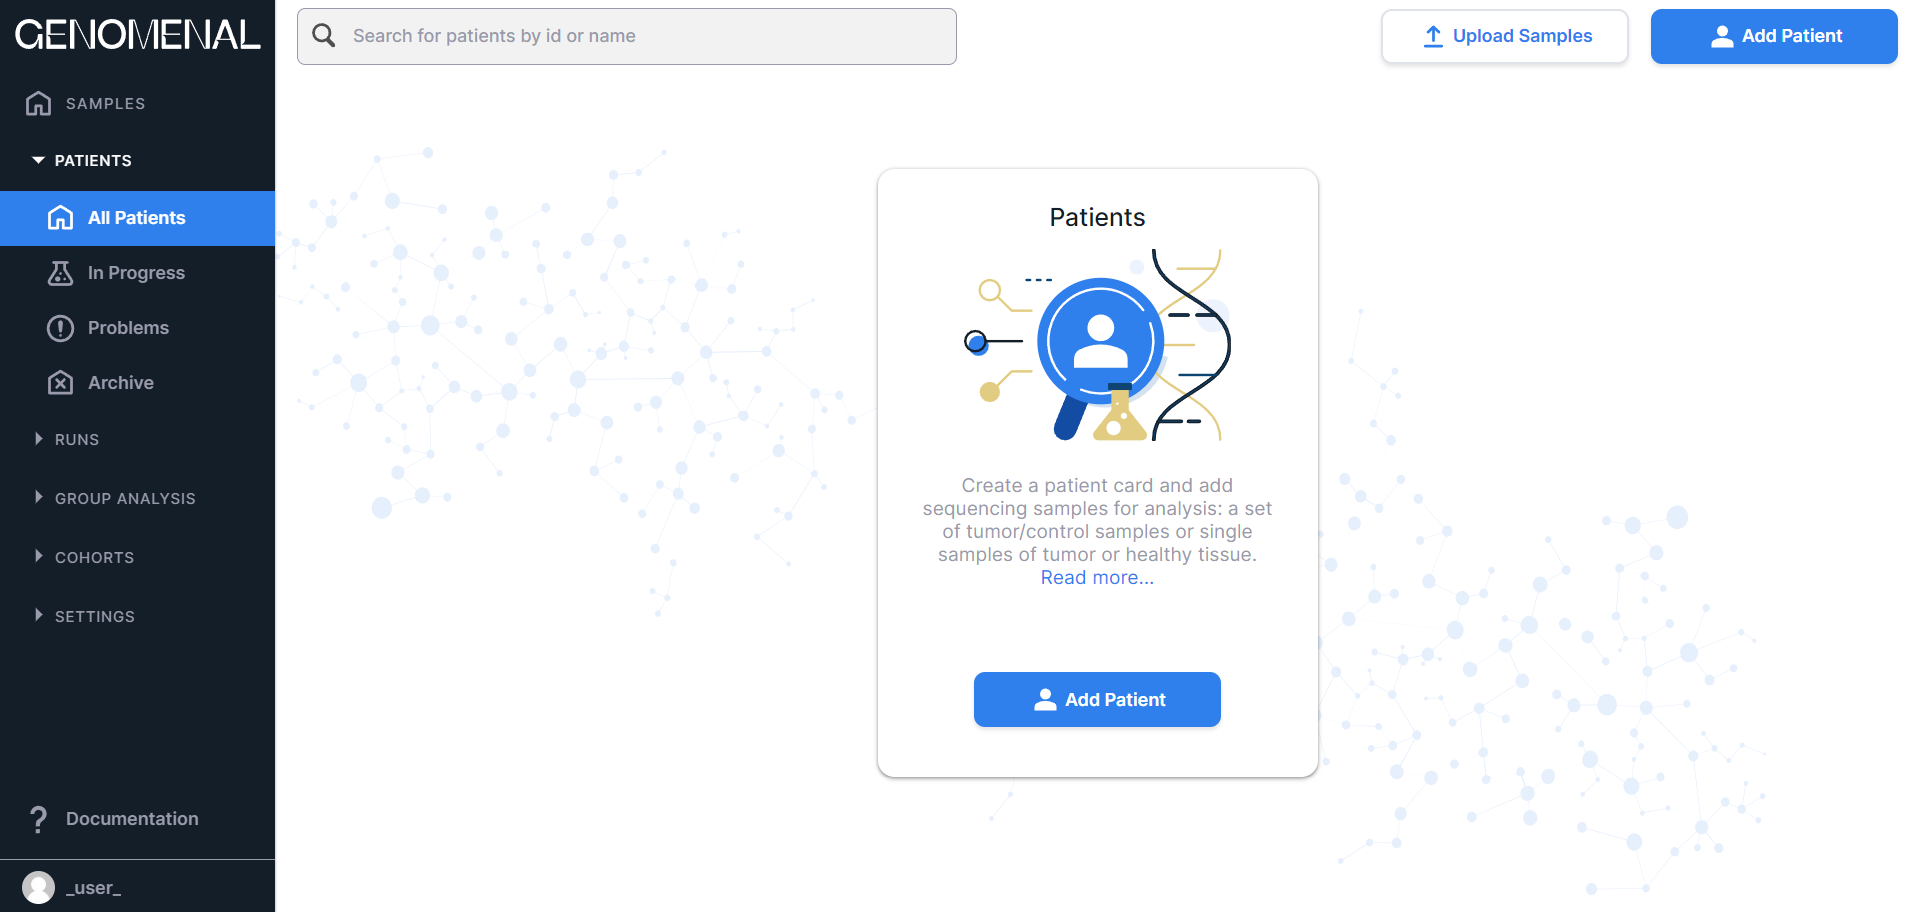 GENOMENAL
Search for patients by id or name
Upload Samples
Add Patient
SAMPLES
PATIENTS
All Patients
In Progress
Problems
Archive
RUNS
GROUP ANALYSIS
COHORTS
SETTINGS
Documentation
_user_
Patients
Create a patient card and add
sequencing samples for analysis: a set
of tumor/control samples or single
samples of tumor or healthy tissue.
Read more...
Add Patient